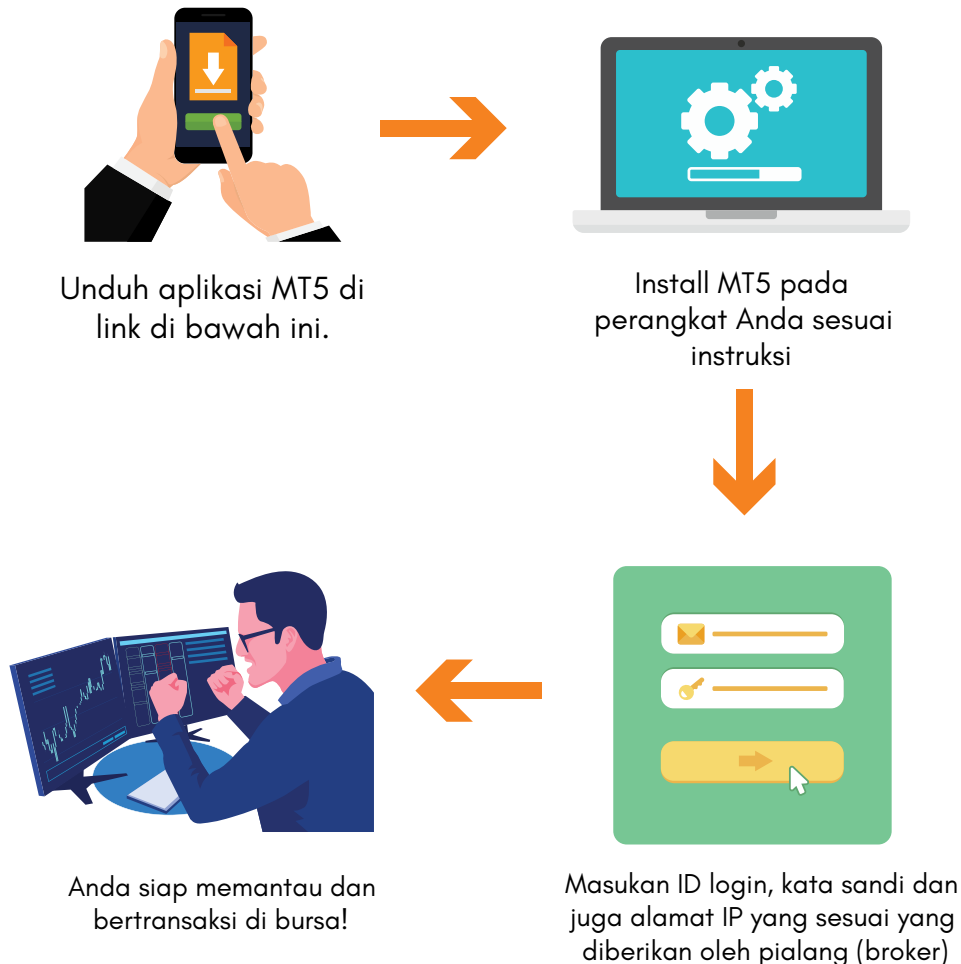 Unduh aplikasi MT5 di
link di bawah ini.
Install MT5 pada
perangkat Anda sesuai
instruksi
Masukan ID login, kata sandi dan
juga alamat IP yang sesuai yang
diberikan oleh pialang (broker)
Anda siap memantau dan
bertransaksi di bursa!